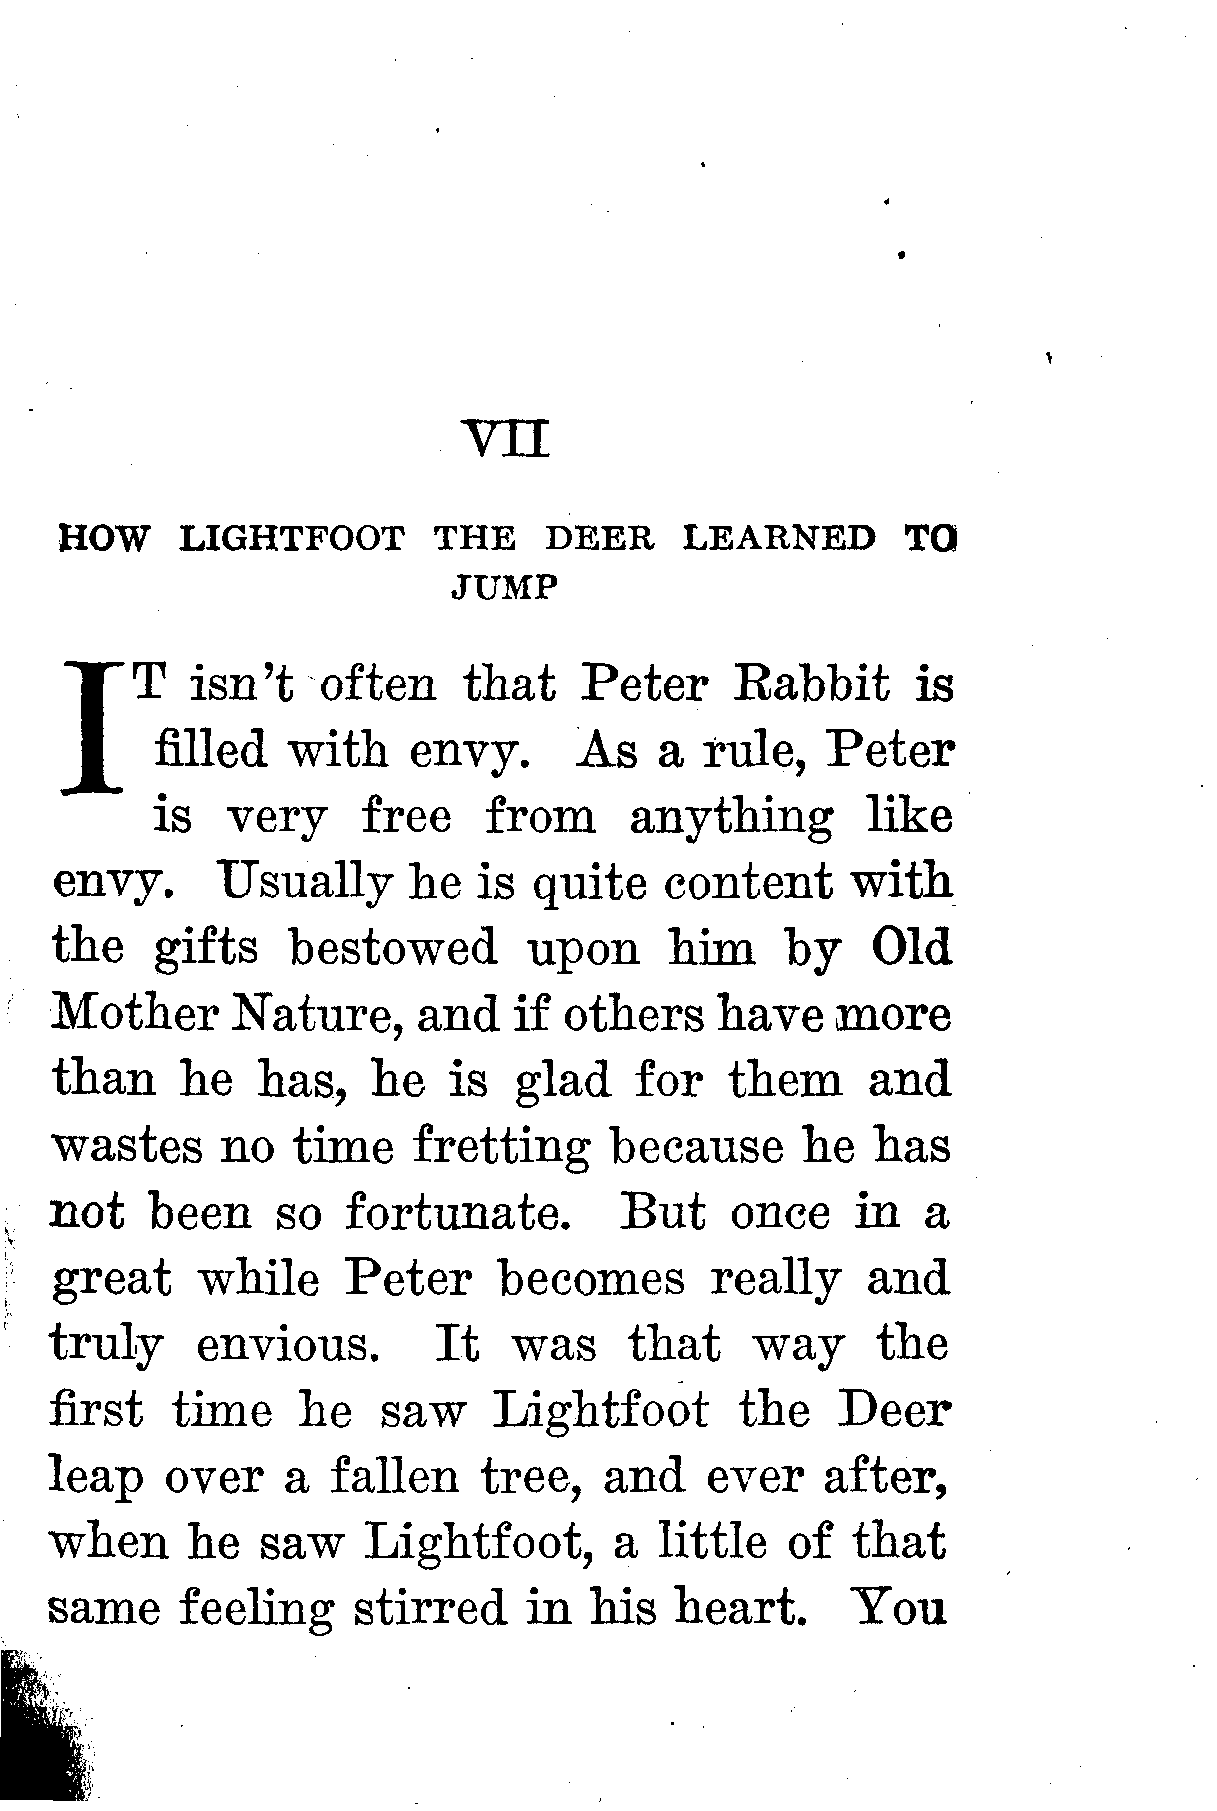 VII
HOW LIGHTFOOT THE DEER LEARNED TO
JUMP
IT isn't often that Peter Rabbit is
filled with envy. As a rule, Peter
is very free from anything like
envy. Usually he is quite content with
the gifts bestowed upon him by Old
Mother Nature, and if others have more
than he has, he is glad for them and
wastes no time fretting because he has
not been so fortunate. But once in a
great while Peter becomes really and
truly envious. It was that way the
first time he saw Lightfoot the Deer
leap over a fallen tree, and ever after,
when he saw Lightfoot, a little of that
same feeling stirred in his heart. You